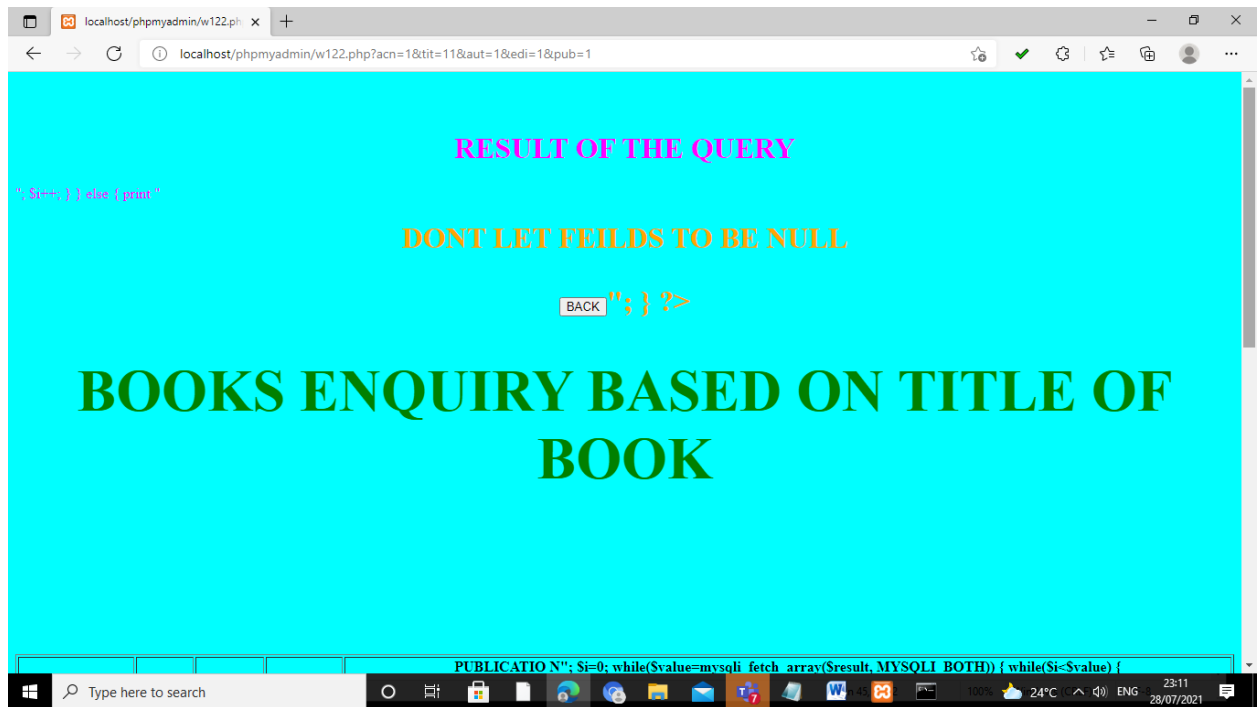 localhost/phpmyadmin/w122.ph
localhost/phpmyadmin/w122.php?acn=1&tit=11&aut=1&edi=1&pub=1
RESULT OF THE QUERY
"; $i++; } } else { print "
DONT LET FEILDS TO BE NULL
BACK "; } ?>
BOOKS ENQUIRY BASED ON TITLE OF
BOOK
PUBLICATIO N"; $i=0; while($value=mysqli_fetch_array($result, MYSQLI_BOTH)) { while($i<$value) {
Type here to search
100%
24°C
ENG
23:11
28/07/2021